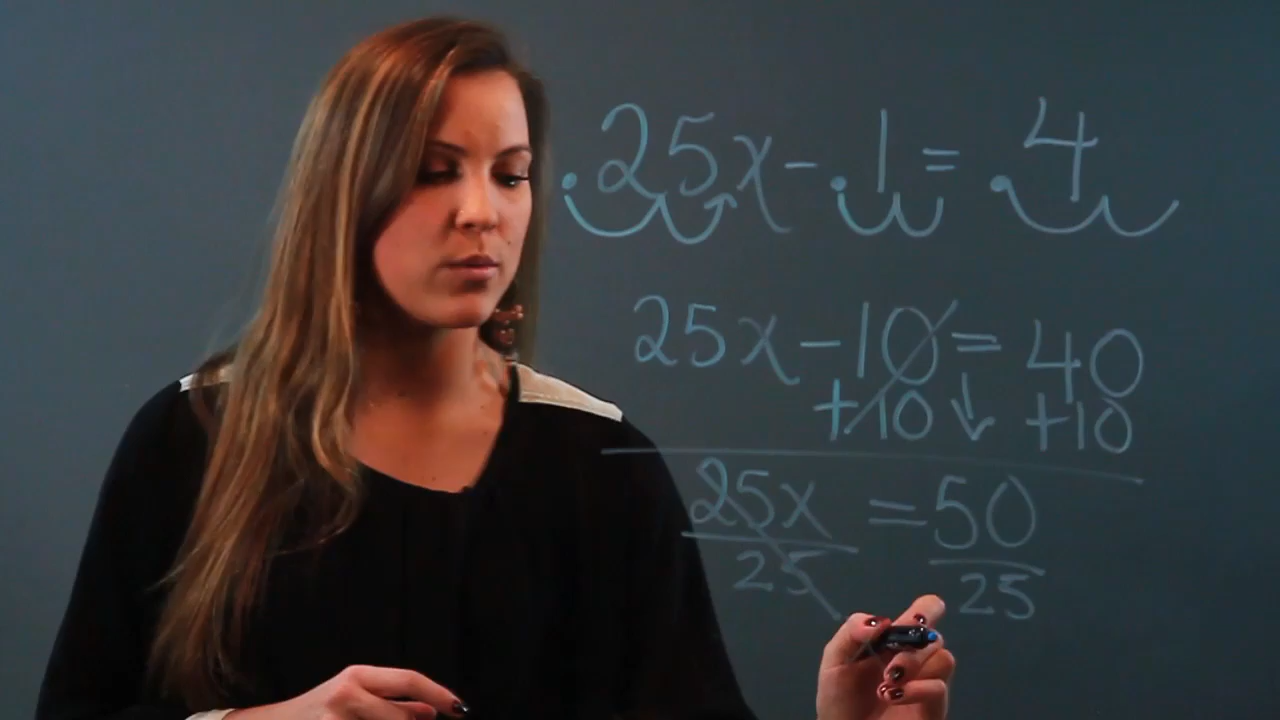 .25x - .1 = .4
25x - 10 = 40
+10 ↓ +10
25x = 50
25 25